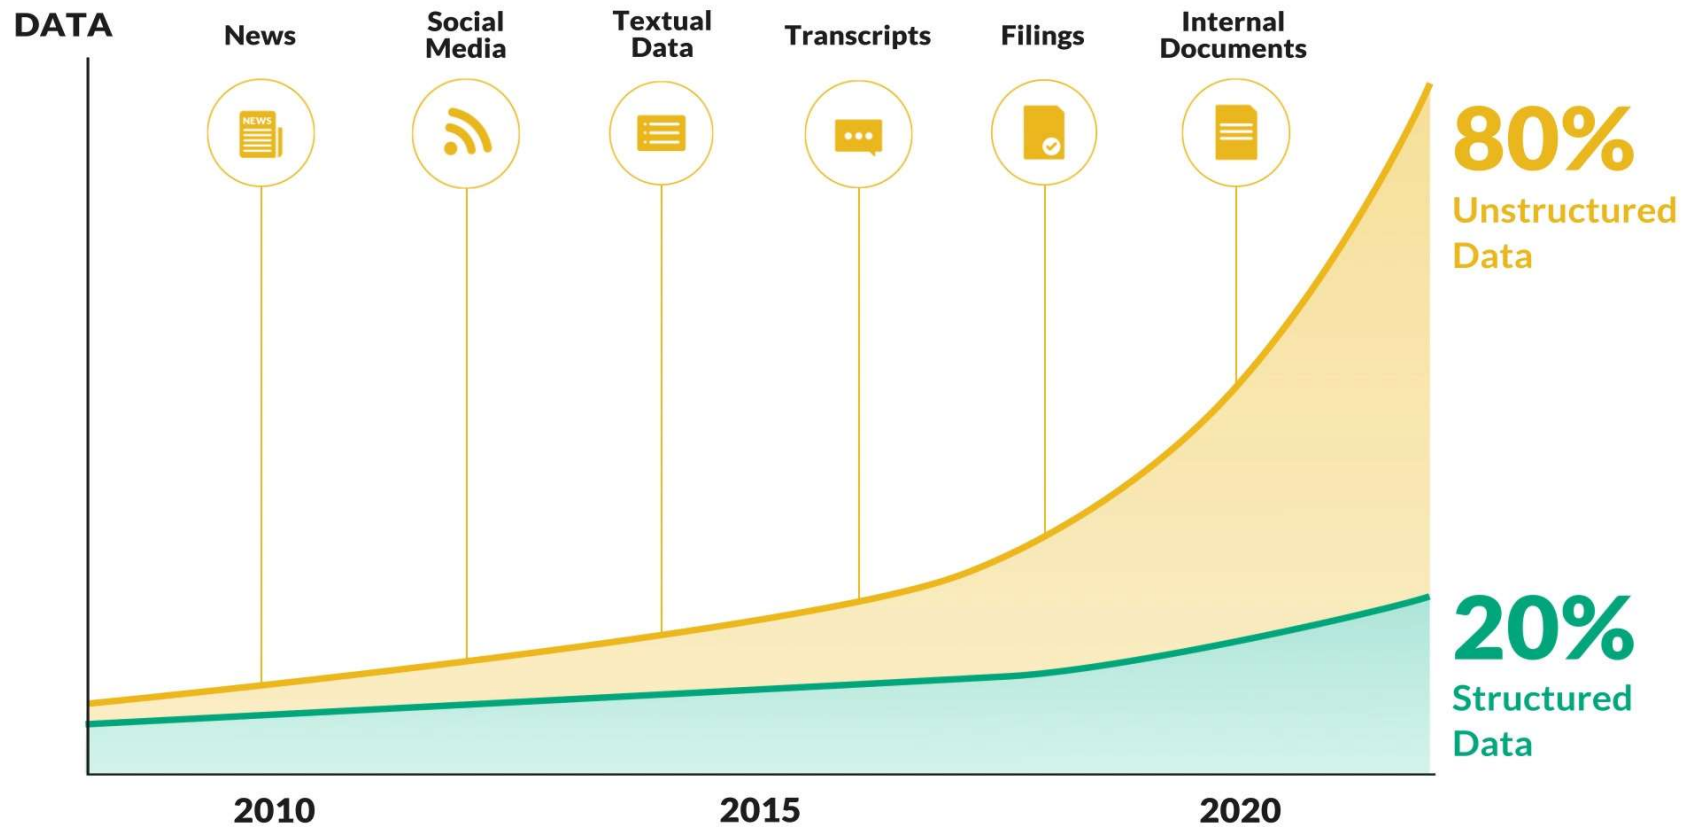 DATA
News
Social
Media
Textual
Data
Transcripts
Filings
Internal
Documents
NEWS
80%
Unstructured
Data
20%
Structured
Data
2010
2015
2020